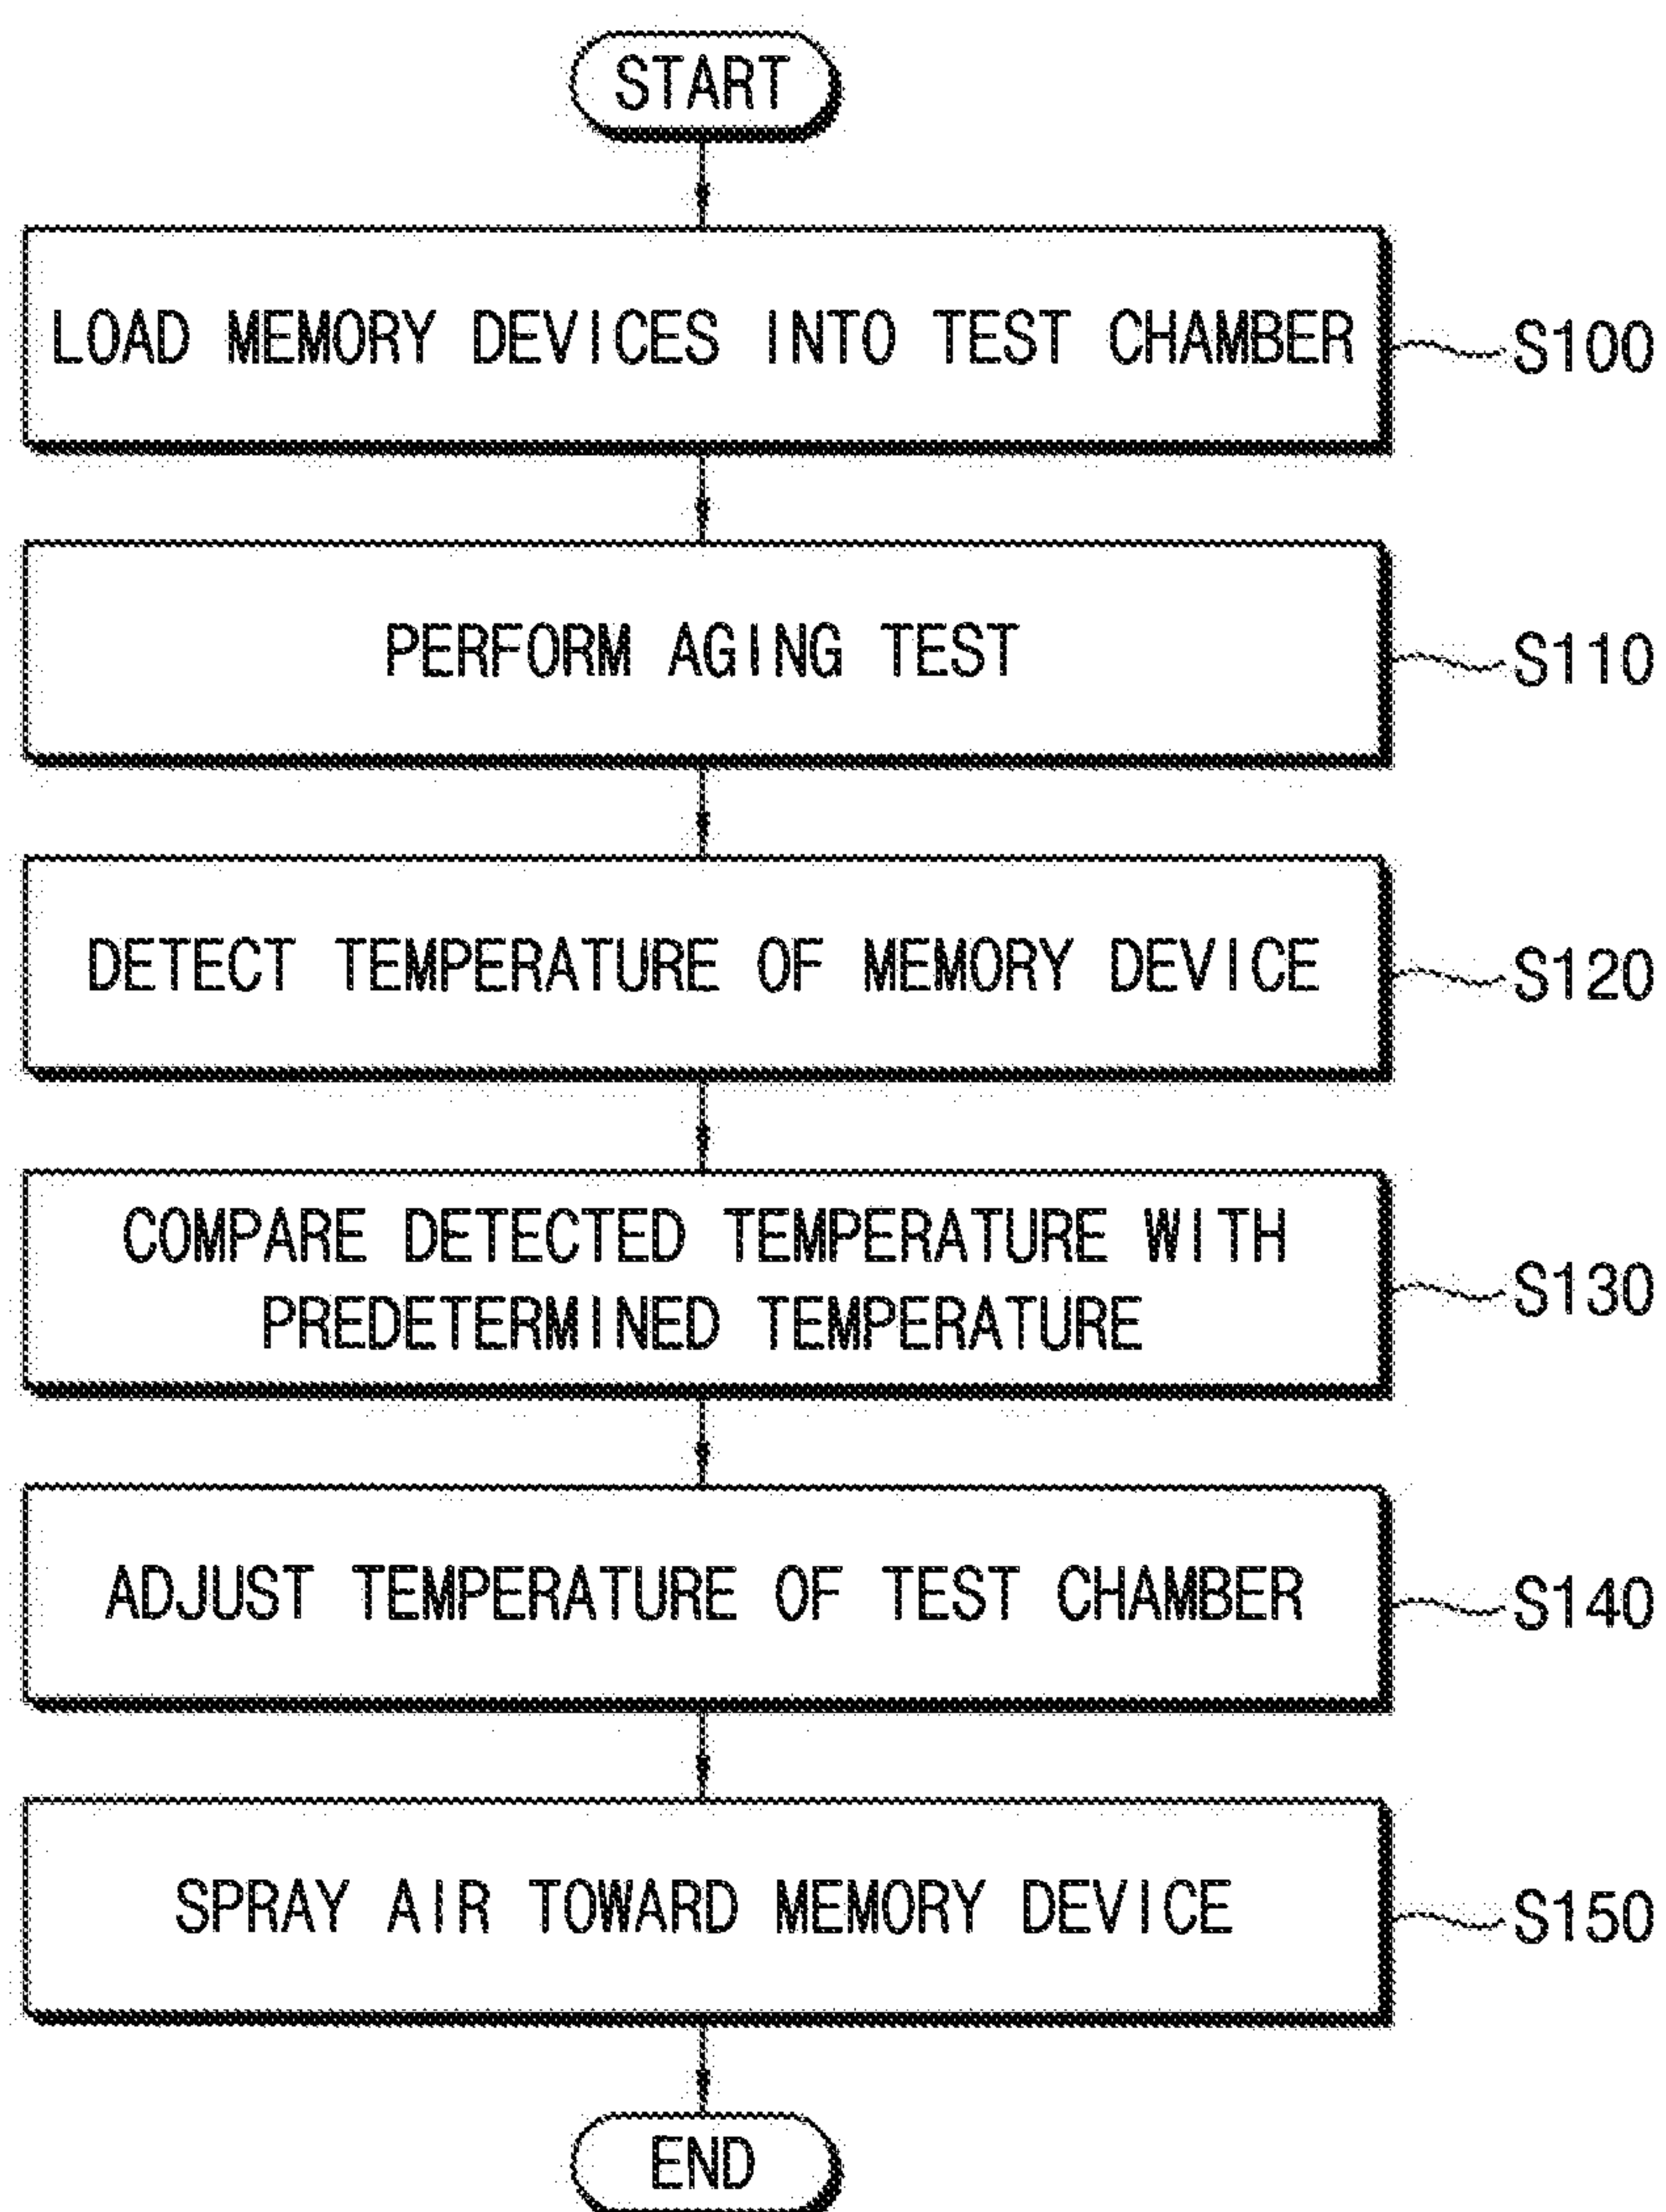 START
LOAD MEMORY DEVICES INTO TEST CHAMBER
S100
PERFORM AGING TEST
S110
DETECT TEMPERATURE OF MEMORY DEVICE
S120
COMPARE DETECTED TEMPERATURE WITH
PREDETERMINED TEMPERATURE
S130
ADJUST TEMPERATURE OF TEST CHAMBER
S140
SPRAY AIR TOWARD MEMORY DEVICE
S150
END